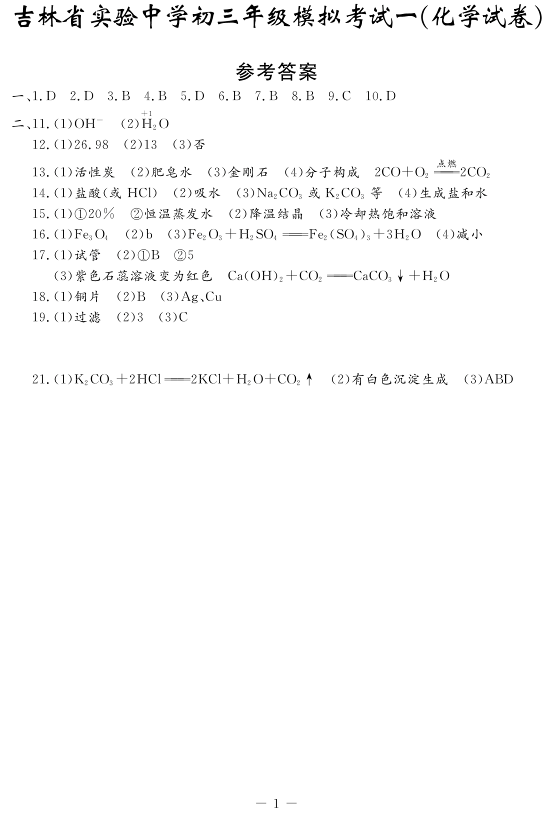 吉林省实验中学初三年级模拟考试一(化学试卷)
参考答案
一、1.D 2.D 3.B 4.B 5.D 6.B 7.B 8.B 9.C 10.D
二、11.(1)OH⁻ (2)H₂O
+1
12.(1)26.98 (2)13 (3)否
13.(1)活性炭 (2)肥皂水 (3)金刚石 (4)分子构成 2CO+O₂ 点燃══2CO₂
14.(1)盐酸(或 HCl) (2)吸水 (3)Na₂CO₃ 或 K₂CO₃ 等 (4)生成盐和水
15.(1)①20% ②恒温蒸发水 (2)降温结晶 (3)冷却热饱和溶液
16.(1)Fe₃O₄ (2)b (3)Fe₂O₃+H₂SO₄══Fe₂(SO₄)₃+3H₂O (4)减小
17.(1)试管 (2)①B ②5
(3)紫色石蕊溶液变为红色 Ca(OH)₂+CO₂══CaCO₃↓+H₂O
18.(1)铜片 (2)B (3)Ag、Cu
19.(1)过滤 (2)3 (3)C
21.(1)K₂CO₃+2HCl══2KCl+H₂O+CO₂↑ (2)有白色沉淀生成 (3)ABD
— 1 —